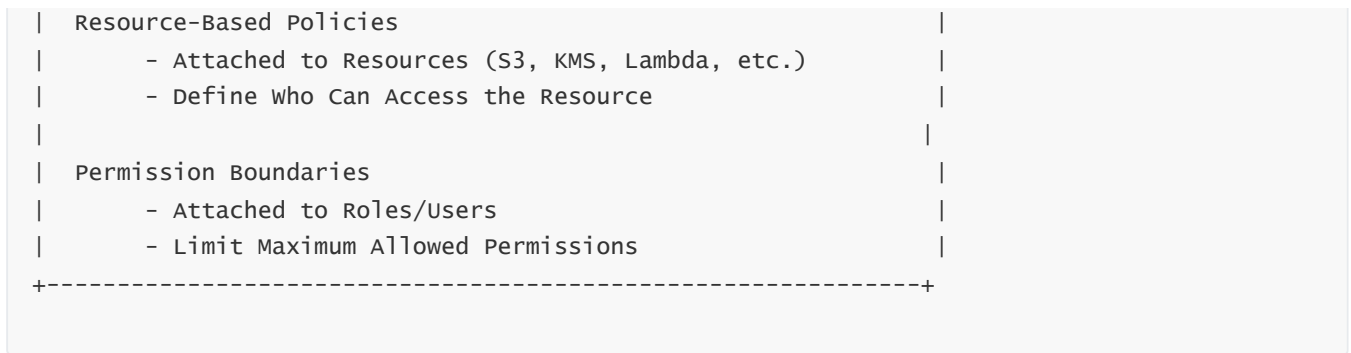 |  Resource-Based Policies                                      |
|       - Attached to Resources (S3, KMS, Lambda, etc.)         |
|       - Define Who Can Access the Resource                    |
|                                                              |
|  Permission Boundaries                                        |
|       - Attached to Roles/Users                               |
|       - Limit Maximum Allowed Permissions                     |
+--------------------------------------------------------------+